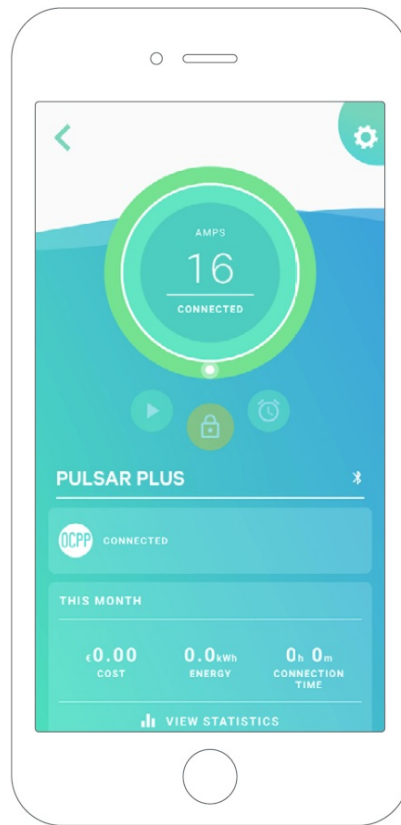 AMPS
16
CONNECTED
PULSAR PLUS
OCPP CONNECTED
THIS MONTH
€0.00 0.0kWh 0h 0m
COST ENERGY CONNECTION
TIME
VIEW STATISTICS